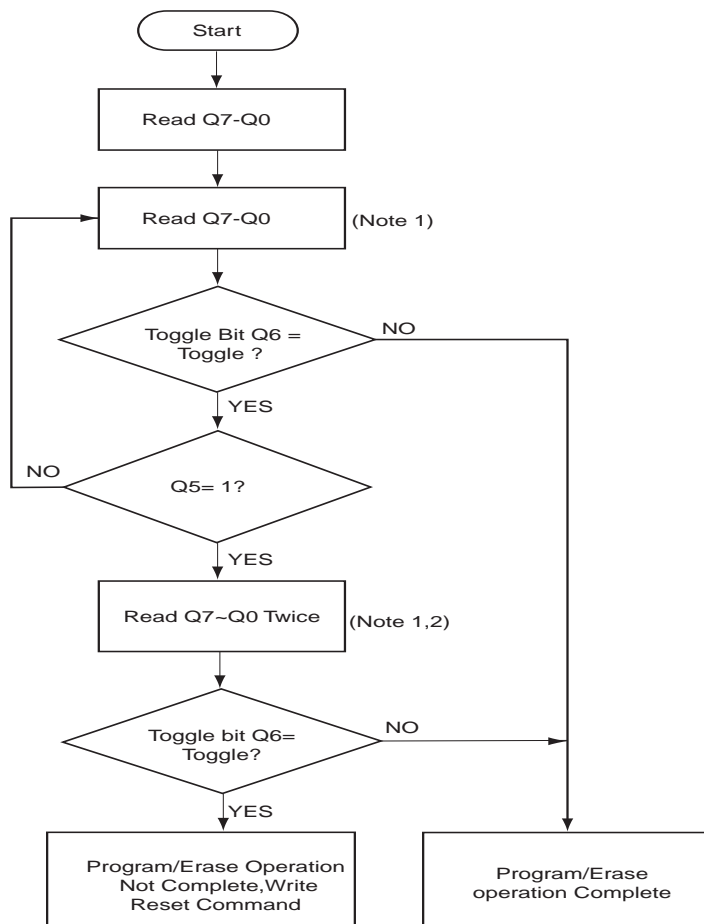 Start
Read Q7-Q0
Read Q7-Q0
(Note 1)
Toggle Bit Q6 =
Toggle ?
NO
YES
NO
Q5= 1?
YES
Read Q7~Q0 Twice
(Note 1,2)
Toggle bit Q6=
Toggle?
NO
YES
Program/Erase Operation
Not Complete,Write
Reset Command
Program/Erase
operation Complete